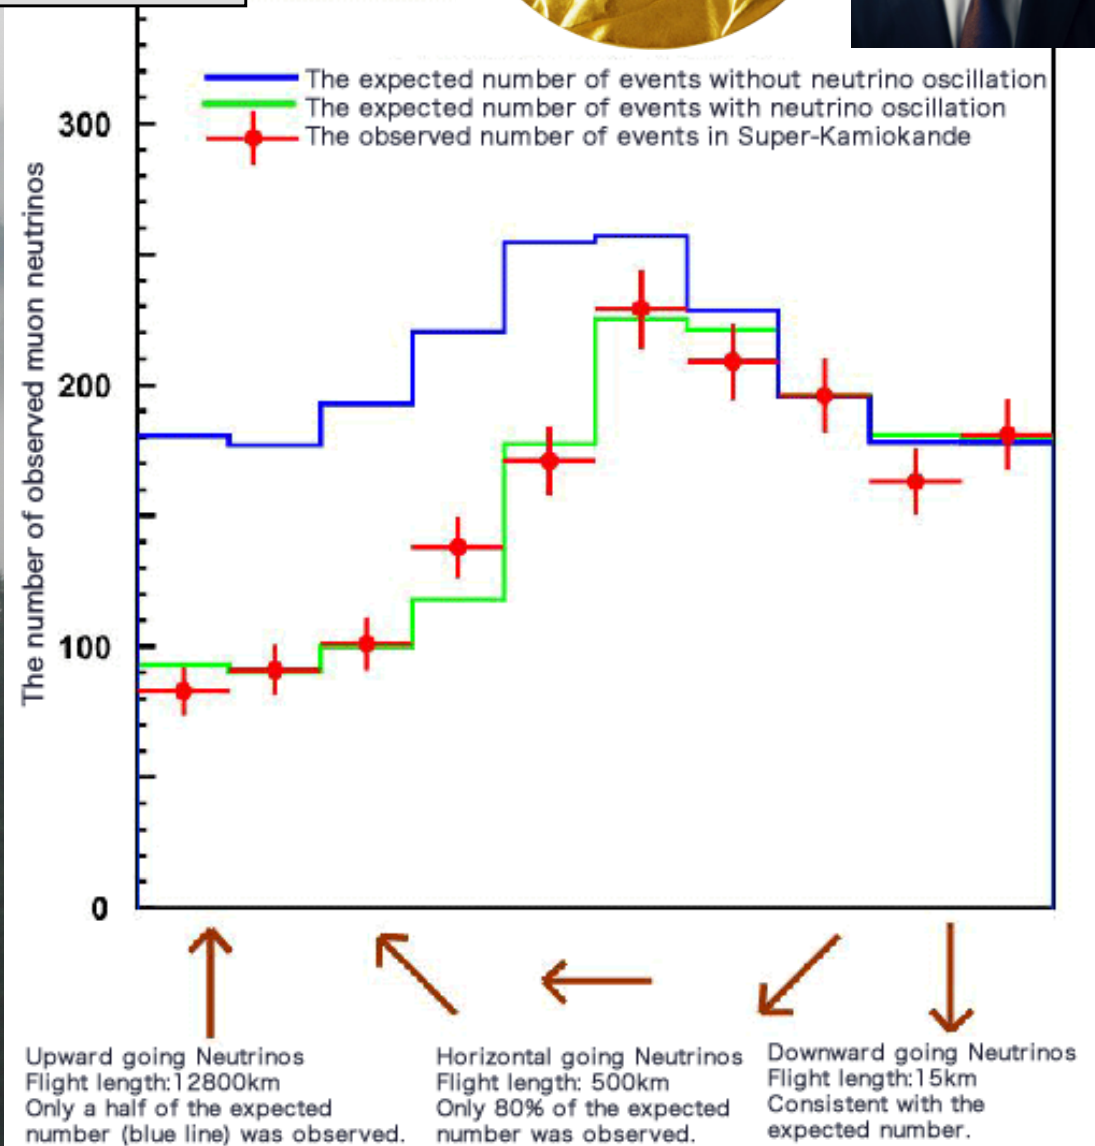 The expected number of events without neutrino oscillation
The expected number of events with neutrino oscillation
The observed number of events in Super-Kamiokande
The number of observed muon neutrinos
300
200
100
0
Upward going Neutrinos
Flight length:12800km
Only a half of the expected
number (blue line) was observed.
Horizontal going Neutrinos
Flight length: 500km
Only 80% of the expected
number was observed.
Downward going Neutrinos
Flight length:15km
Consistent with the
expected number.